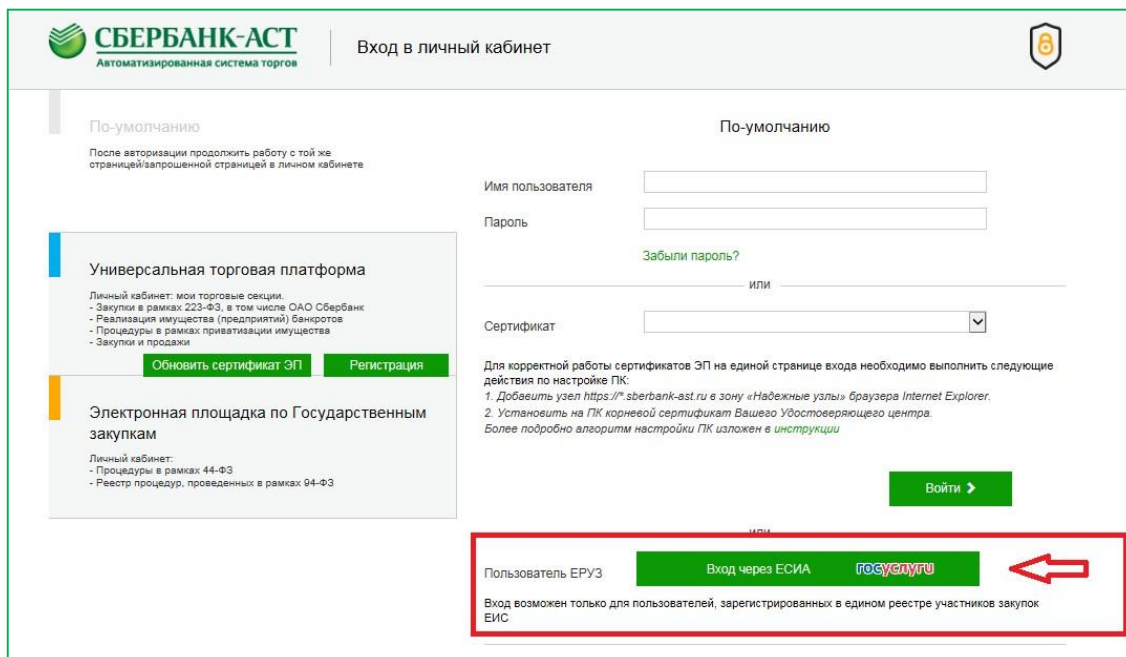 СБЕРБАНК-АСТ
Автоматизированная система торгов
Вход в личный кабинет
По-умолчанию
После авторизации продолжить работу с той же
страницей/запрошенной страницей в личном кабинете
Универсальная торговая платформа
Личный кабинет: мои торговые секции.
- Закупки в рамках 223-ФЗ, в том числе ОАО Сбербанк
- Реализация имущества (предприятий) банкротов
- Процедуры в рамках приватизации имущества
- Закупки и продажи
Обновить сертификат ЭП
Регистрация
Электронная площадка по Государственным
закупкам
Личный кабинет:
- Процедуры в рамках 44-ФЗ
- Реестр процедур, проведенных в рамках 94-ФЗ
По-умолчанию
Имя пользователя
Пароль
Забыли пароль?
или
Сертификат
Для корректной работы сертификатов ЭП на единой странице входа необходимо выполнить следующие
действия по настройке ПК:
1. Добавить узел https://*.sberbank-ast.ru в зону «Надежные узлы» браузера Internet Explorer.
2. Установить на ПК корневой сертификат Вашего Удостоверяющего центра.
Более подробно алгоритм настройки ПК изложен в инструкции
Войти
или
Пользователь ЕРУЗ
Вход через ЕСИА госуслуги
Вход возможен только для пользователей, зарегистрированных в едином реестре участников закупок
ЕИС